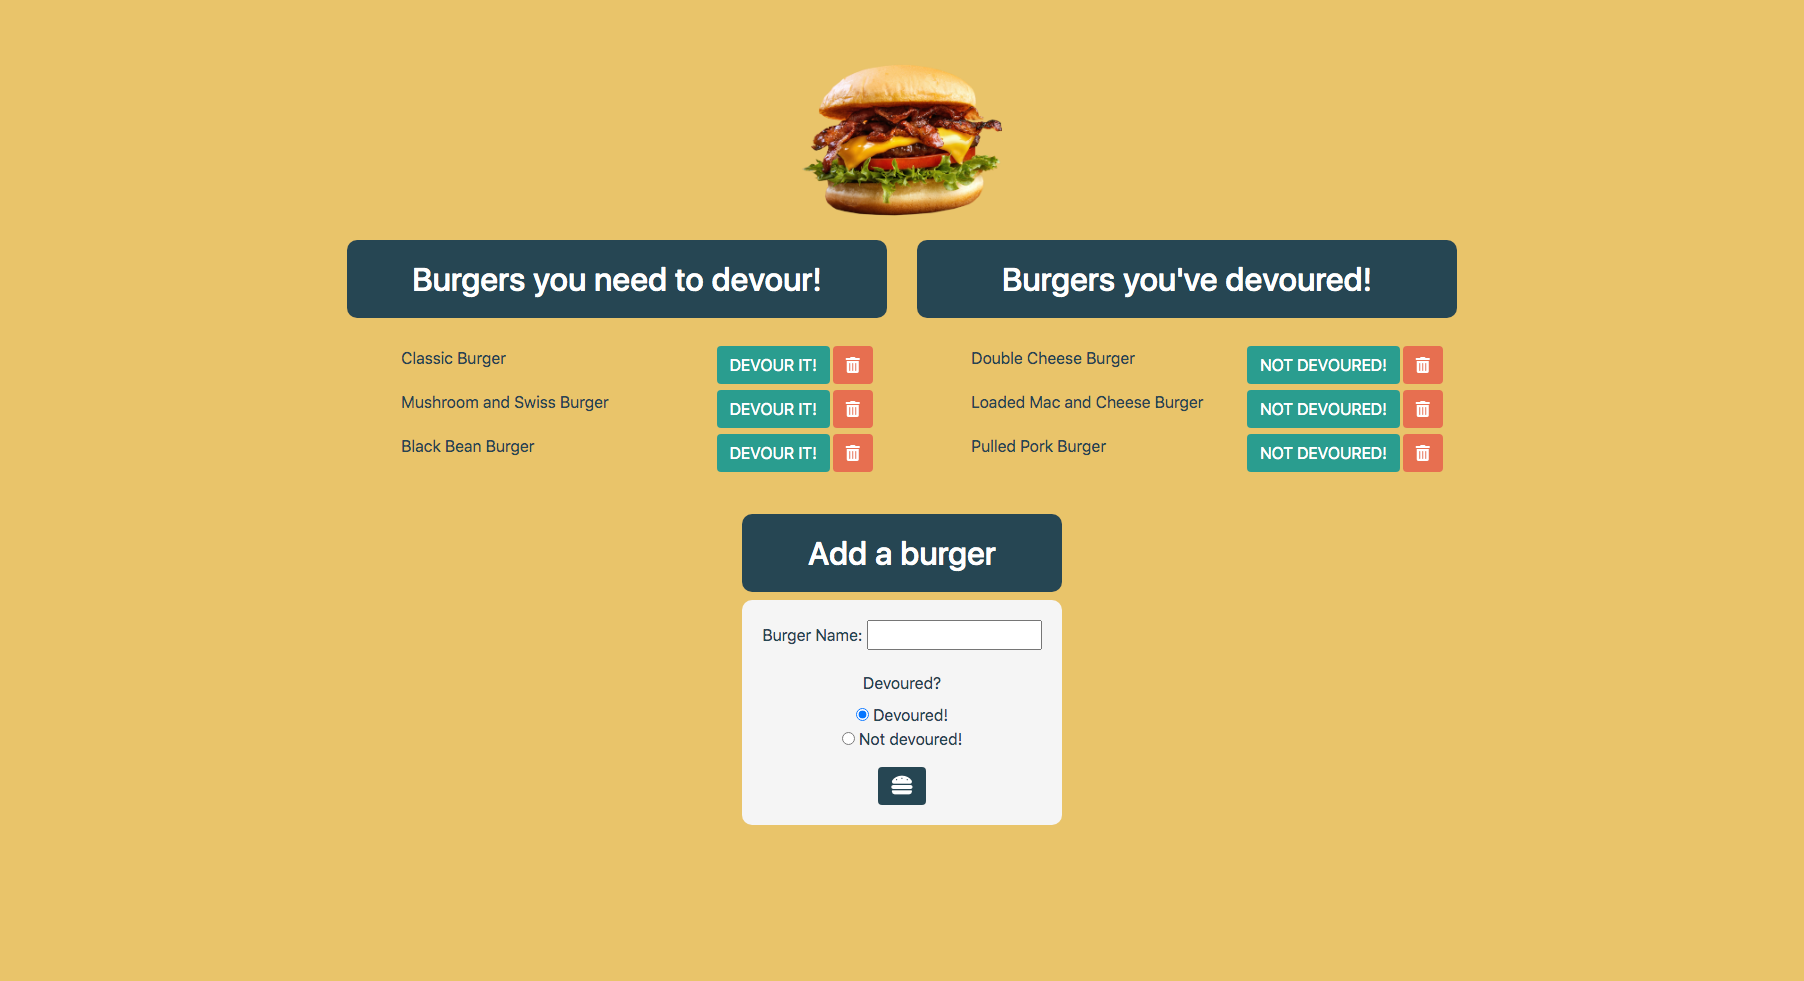 Burgers you need to devour!
Classic Burger DEVOUR IT!
Mushroom and Swiss Burger DEVOUR IT!
Black Bean Burger DEVOUR IT!
Burgers you've devoured!
Double Cheese Burger NOT DEVOURED!
Loaded Mac and Cheese Burger NOT DEVOURED!
Pulled Pork Burger NOT DEVOURED!
Add a burger
Burger Name:
Devoured?
Devoured!
Not devoured!